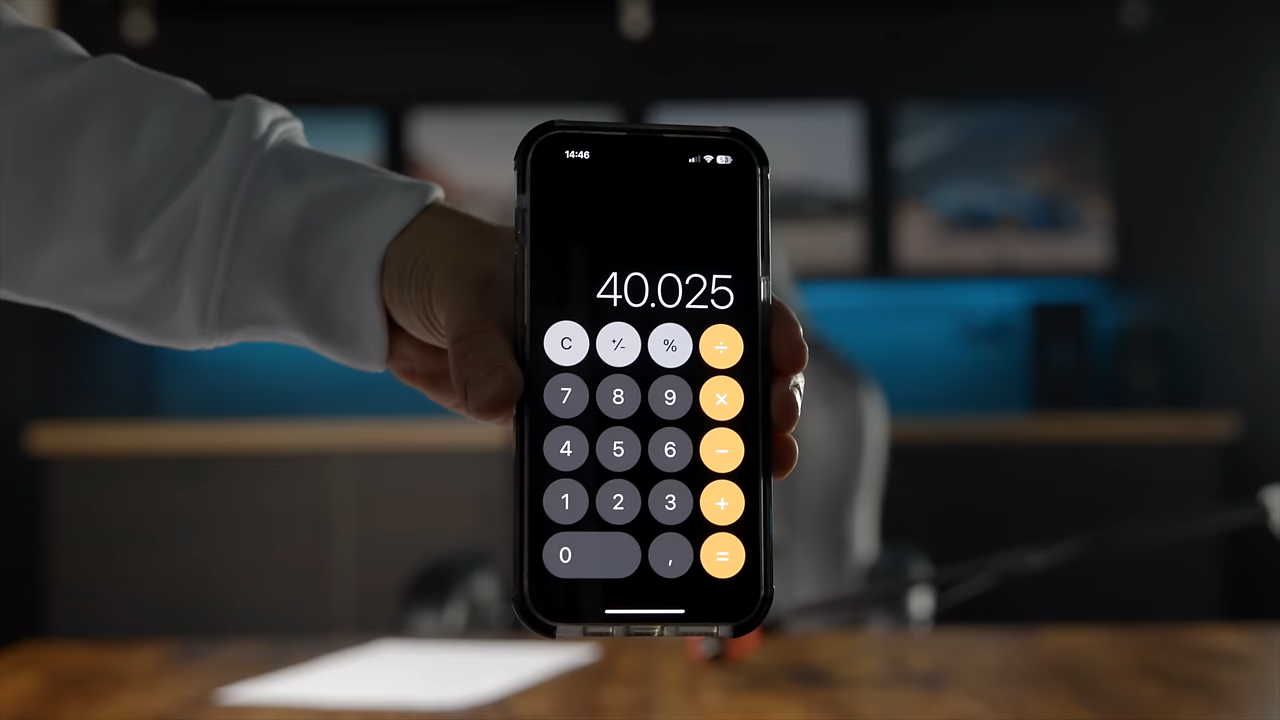 14:46
40.025
C +/- % ÷
7 8 9 ×
4 5 6 −
1 2 3 +
0 , =